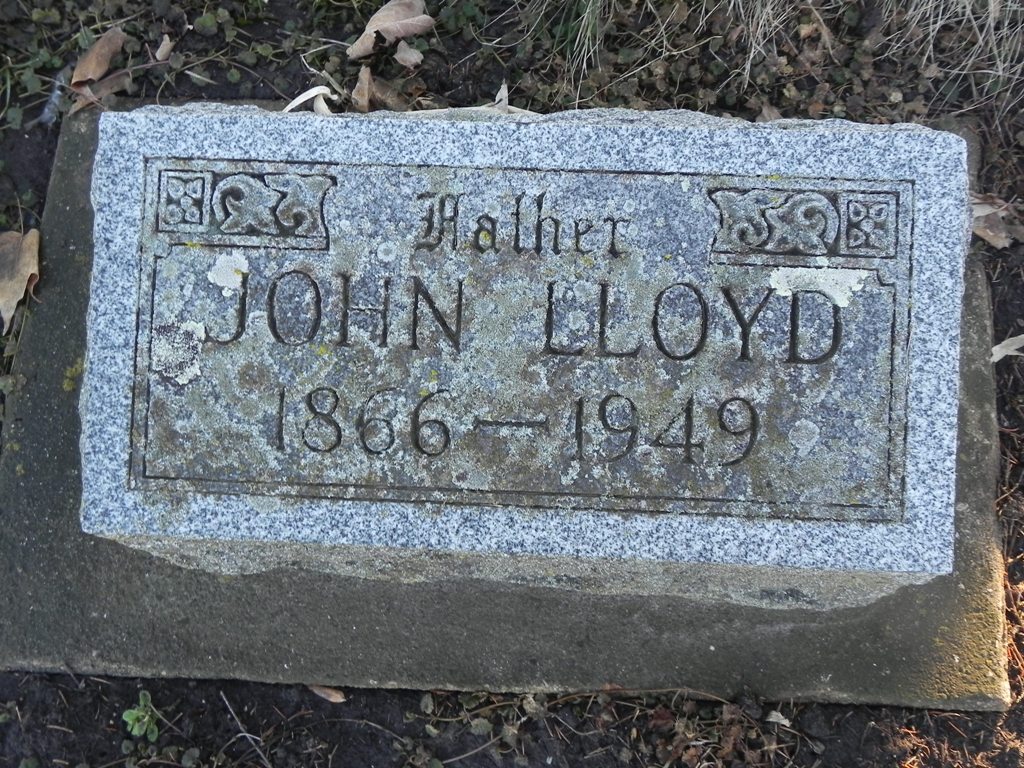 Father
JOHN LLOYD
1866 — 1949